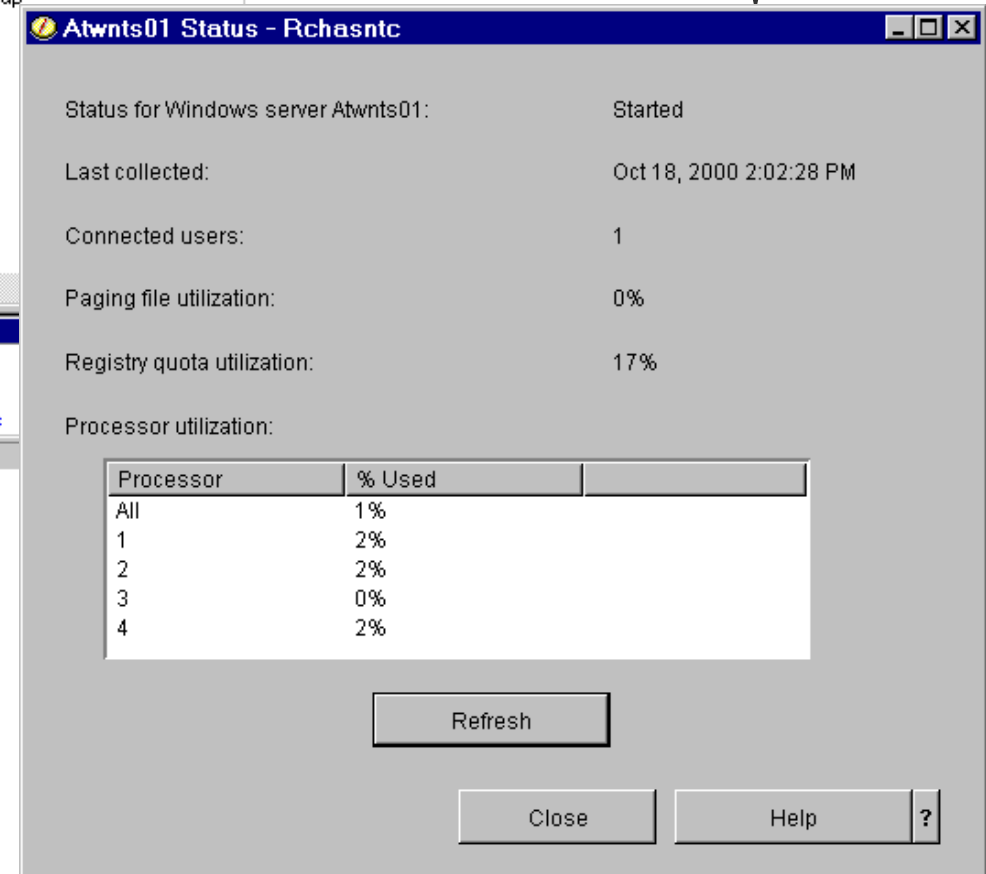 Atwnts01 Status - Rchasntc
Status for Windows server Atwnts01: Started
Last collected: Oct 18, 2000 2:02:28 PM
Connected users: 1
Paging file utilization: 0%
Registry quota utilization: 17%
Processor utilization:
Processor % Used
All 1%
1 2%
2 2%
3 0%
4 2%
Refresh
Close Help ?